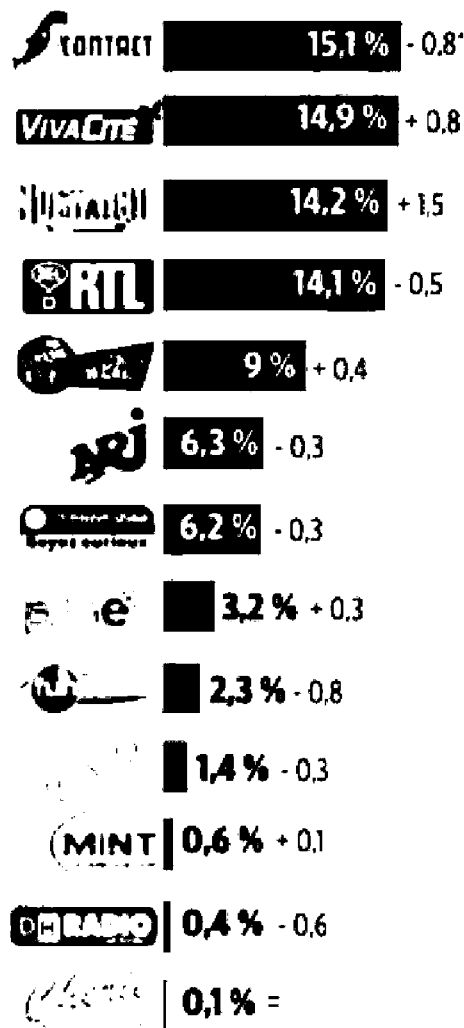 CONTACT 15,1 % - 0,8*
VIVACITÉ 14,9 % + 0,8
14,2 % + 1,5
BEL RTL 14,1 % - 0,5
9 % + 0,4
NRJ 6,3 % - 0,3
6,2 % - 0,3
3,2 % + 0,3
2,3 % - 0,8
1,4 % - 0,3
MINT 0,6 % + 0,1
DH RADIO 0,4 % - 0,6
0,1 % =